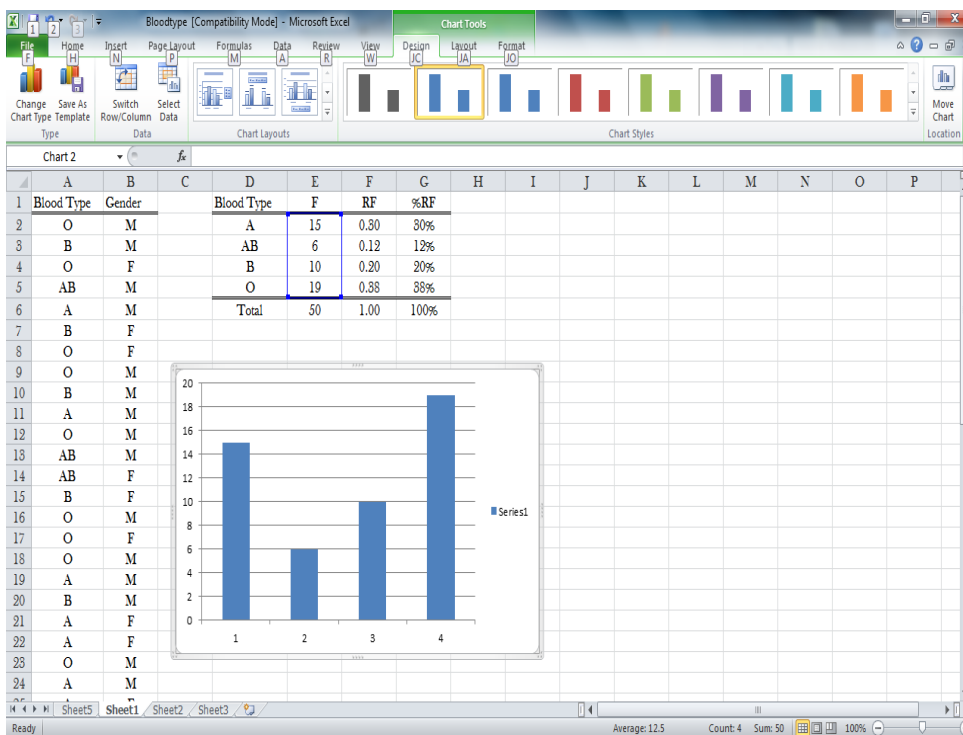 1 2 3 Bloodtype [Compatibility Mode] - Microsoft Excel Chart Tools
File Home Insert Page Layout Formulas Data Review View Design Layout Format
F H N P M A R W JC JA JO
Change Chart Type Save As Template Switch Row/Column Select Data Move Chart
Type Data Chart Layouts Chart Styles Location
Chart 2 fx
A B C D E F G H I J K L M N O P
1 Blood Type Gender Blood Type F RF %RF
2 O M A 15 0.30 30%
3 B M AB 6 0.12 12%
4 O F B 10 0.20 20%
5 AB M O 19 0.38 38%
6 A M Total 50 1.00 100%
7 B F
8 O F
9 O M
10 B M
11 A M
12 O M
13 AB M
14 AB F
15 B F
16 O M
17 O F
18 O M
19 A M
20 B M
21 A F
22 A F
23 O M
24 A M
20
18
16
14
12
10
8
6
4
2
0
1 2 3 4
Series1
Sheet5 Sheet1 Sheet2 Sheet3
Ready Average: 12.5 Count: 4 Sum: 50 100%